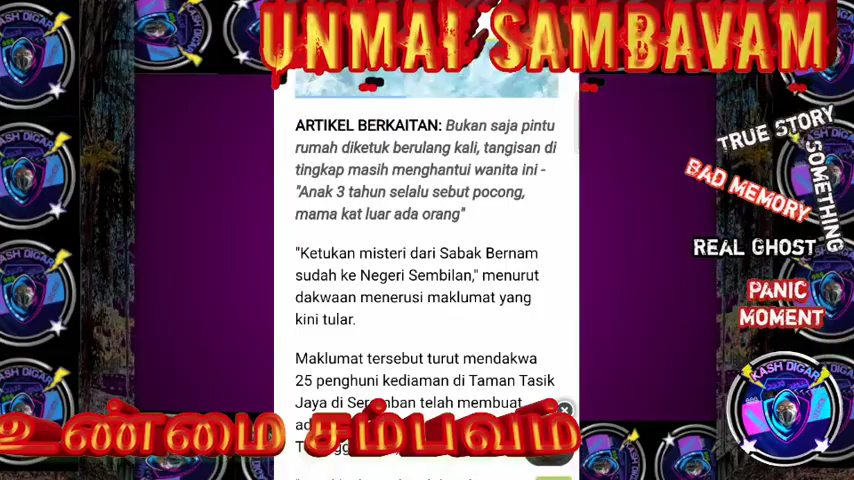 UNMAI SAMBAVAM
ARTIKEL BERKAITAN: Bukan saja pintu
rumah diketuk berulang kali, tangisan di
tingkap masih menghantui wanita ini -
"Anak 3 tahun selalu sebut pocong,
mama kat luar ada orang"
"Ketukan misteri dari Sabak Bernam
sudah ke Negeri Sembilan," menurut
dakwaan menerusi maklumat yang
kini tular.
Maklumat tersebut turut mendakwa
25 penghuni kediaman di Taman Tasik
Jaya di Seremban telah membuat
TRUE STORY
SOMETHING
BAD MEMORY
REAL GHOST
PANIC
MOMENT
KASH DIGAR
உண்மை சம்பவம்